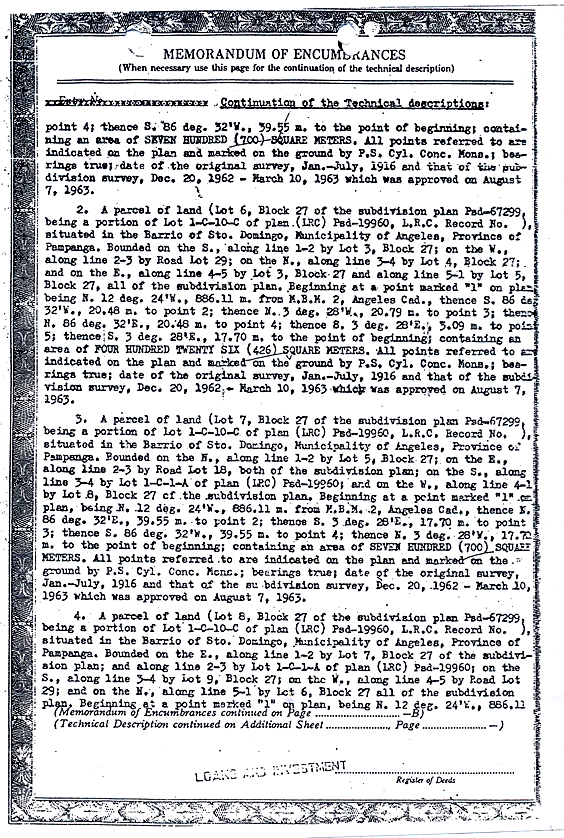 MEMORANDUM OF ENCUMBRANCES
(When necessary use this page for the continuation of the technical description)
Continuation of the Technical descriptions:
point 4; thence S. 86 deg. 32'W., 39.55 m. to the point of beginning; contai-
ning an area of SEVEN HUNDRED (700) SQUARE METERS. All points referred to are
indicated on the plan and marked on the ground by P.S. Cyl. Conc. Mons.; bea-
rings true; date of the original survey, Jan.-July, 1916 and that of the sub-
division survey, Dec. 20, 1962 - March 10, 1963 which was approved on August
7, 1963.
2. A parcel of land (Lot 6, Block 27 of the subdivision plan Psd-67299,
being a portion of Lot 1-C-10-C of plan (LRC) Psd-19960, L.R.C. Record No. ),
situated in the Barrio of Sto. Domingo, Municipality of Angeles, Province of
Pampanga. Bounded on the S., along line 1-2 by Lot 3, Block 27; on the W.,
along line 2-3 by Road Lot 29; on the N., along line 3-4 by Lot 4, Block 27;
and on the E., along line 4-5 by Lot 3, Block 27 and along line 5-1 by Lot 5,
Block 27, all of the subdivision plan. Beginning at a point marked "1" on plan
being N. 12 deg. 24'W., 886.11 m. from M.B.M. 2, Angeles Cad., thence S. 86 deg
32'W., 20.48 m. to point 2; thence N. 3 deg. 28'W., 20.79 m. to point 3; thence
N. 86 deg. 32'E., 20.48 m. to point 4; thence S. 3 deg. 28'E., 3.09 m. to point
5; thence S. 3 deg. 28'E., 17.70 m. to the point of beginning; containing an
area of FOUR HUNDRED TWENTY SIX (426) SQUARE METERS. All points referred to are
indicated on the plan and marked on the ground by P.S. Cyl. Conc. Mons.; bea-
rings true; date of the original survey, Jan.-July, 1916 and that of the subdi-
vision survey, Dec. 20, 1962 - March 10, 1963 which was approved on August 7,
1963.
3. A parcel of land (Lot 7, Block 27 of the subdivision plan Psd-67299,
being a portion of Lot 1-C-10-C of plan (LRC) Psd-19960, L.R.C. Record No. ),
situated in the Barrio of Sto. Domingo, Municipality of Angeles, Province of
Pampanga. Bounded on the N., along line 1-2 by Lot 5, Block 27; on the E.,
along line 2-3 by Road Lot 18, both of the subdivision plan; on the S., along
line 3-4 by Lot 1-C-1-A of plan (LRC) Psd-19960; and on the W., along line 4-1
by Lot 8, Block 27 of the subdivision plan. Beginning at a point marked "1" on
plan, being N. 12 deg. 24'W., 886.11 m. from M.B.M. 2, Angeles Cad., thence N.
86 deg. 32'E., 39.55 m. to point 2; thence S. 3 deg. 28'E., 17.70 m. to point
3; thence S. 86 deg. 32'W., 39.55 m. to point 4; thence N. 3 deg. 28'W., 17.70
m. to the point of beginning; containing an area of SEVEN HUNDRED (700) SQUARE
METERS. All points referred to are indicated on the plan and marked on the
ground by P.S. Cyl. Conc. Mons.; bearings true; date of the original survey,
Jan.-July, 1916 and that of the subdivision survey, Dec. 20, 1962 - March 10,
1963 which was approved on August 7, 1963.
4. A parcel of land (Lot 8, Block 27 of the subdivision plan Psd-67299,
being a portion of Lot 1-C-10-C of plan (LRC) Psd-19960, L.R.C. Record No. ),
situated in the Barrio of Sto. Domingo, Municipality of Angeles, Province of
Pampanga. Bounded on the E., along line 1-2 by Lot 7, Block 27 of the subdivi-
sion plan; and along line 2-3 by Lot 1-C-1-A of plan (LRC) Psd-19960; on the
S., along line 3-4 by Lot 9, Block 27; on the W., along line 4-5 by Road Lot
29; and on the N., along line 5-1 by Lot 6, Block 27 all of the subdivision
plan. Beginning at a point marked "1" on plan, being N. 12 deg. 24'W., 886.11
(Memorandum of Encumbrances continued on Page ........................ —B)
(Technical Description continued on Additional Sheet ...................., Page ...................... —)
LOANS AND INVESTMENT
Register of Deeds